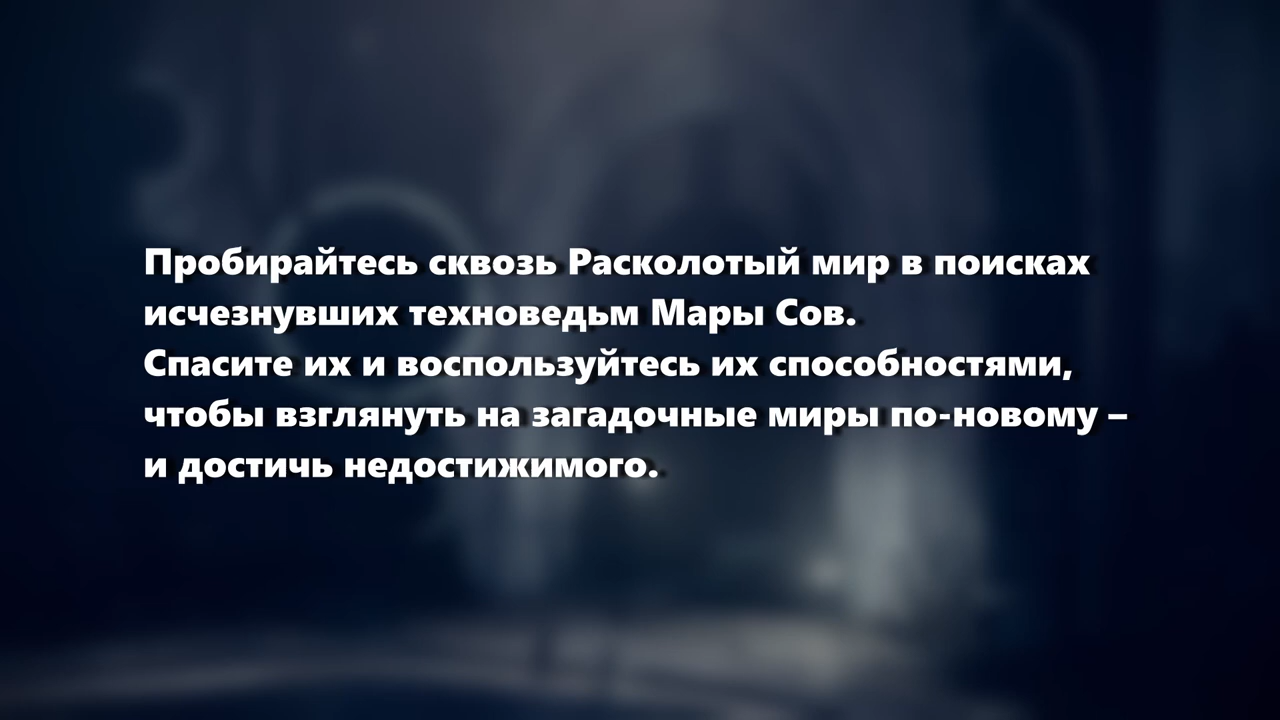 Пробирайтесь сквозь Расколотый мир в поисках
исчезнувших техноведьм Мары Сов.
Спасите их и воспользуйтесь их способностями,
чтобы взглянуть на загадочные миры по-новому –
и достичь недостижимого.